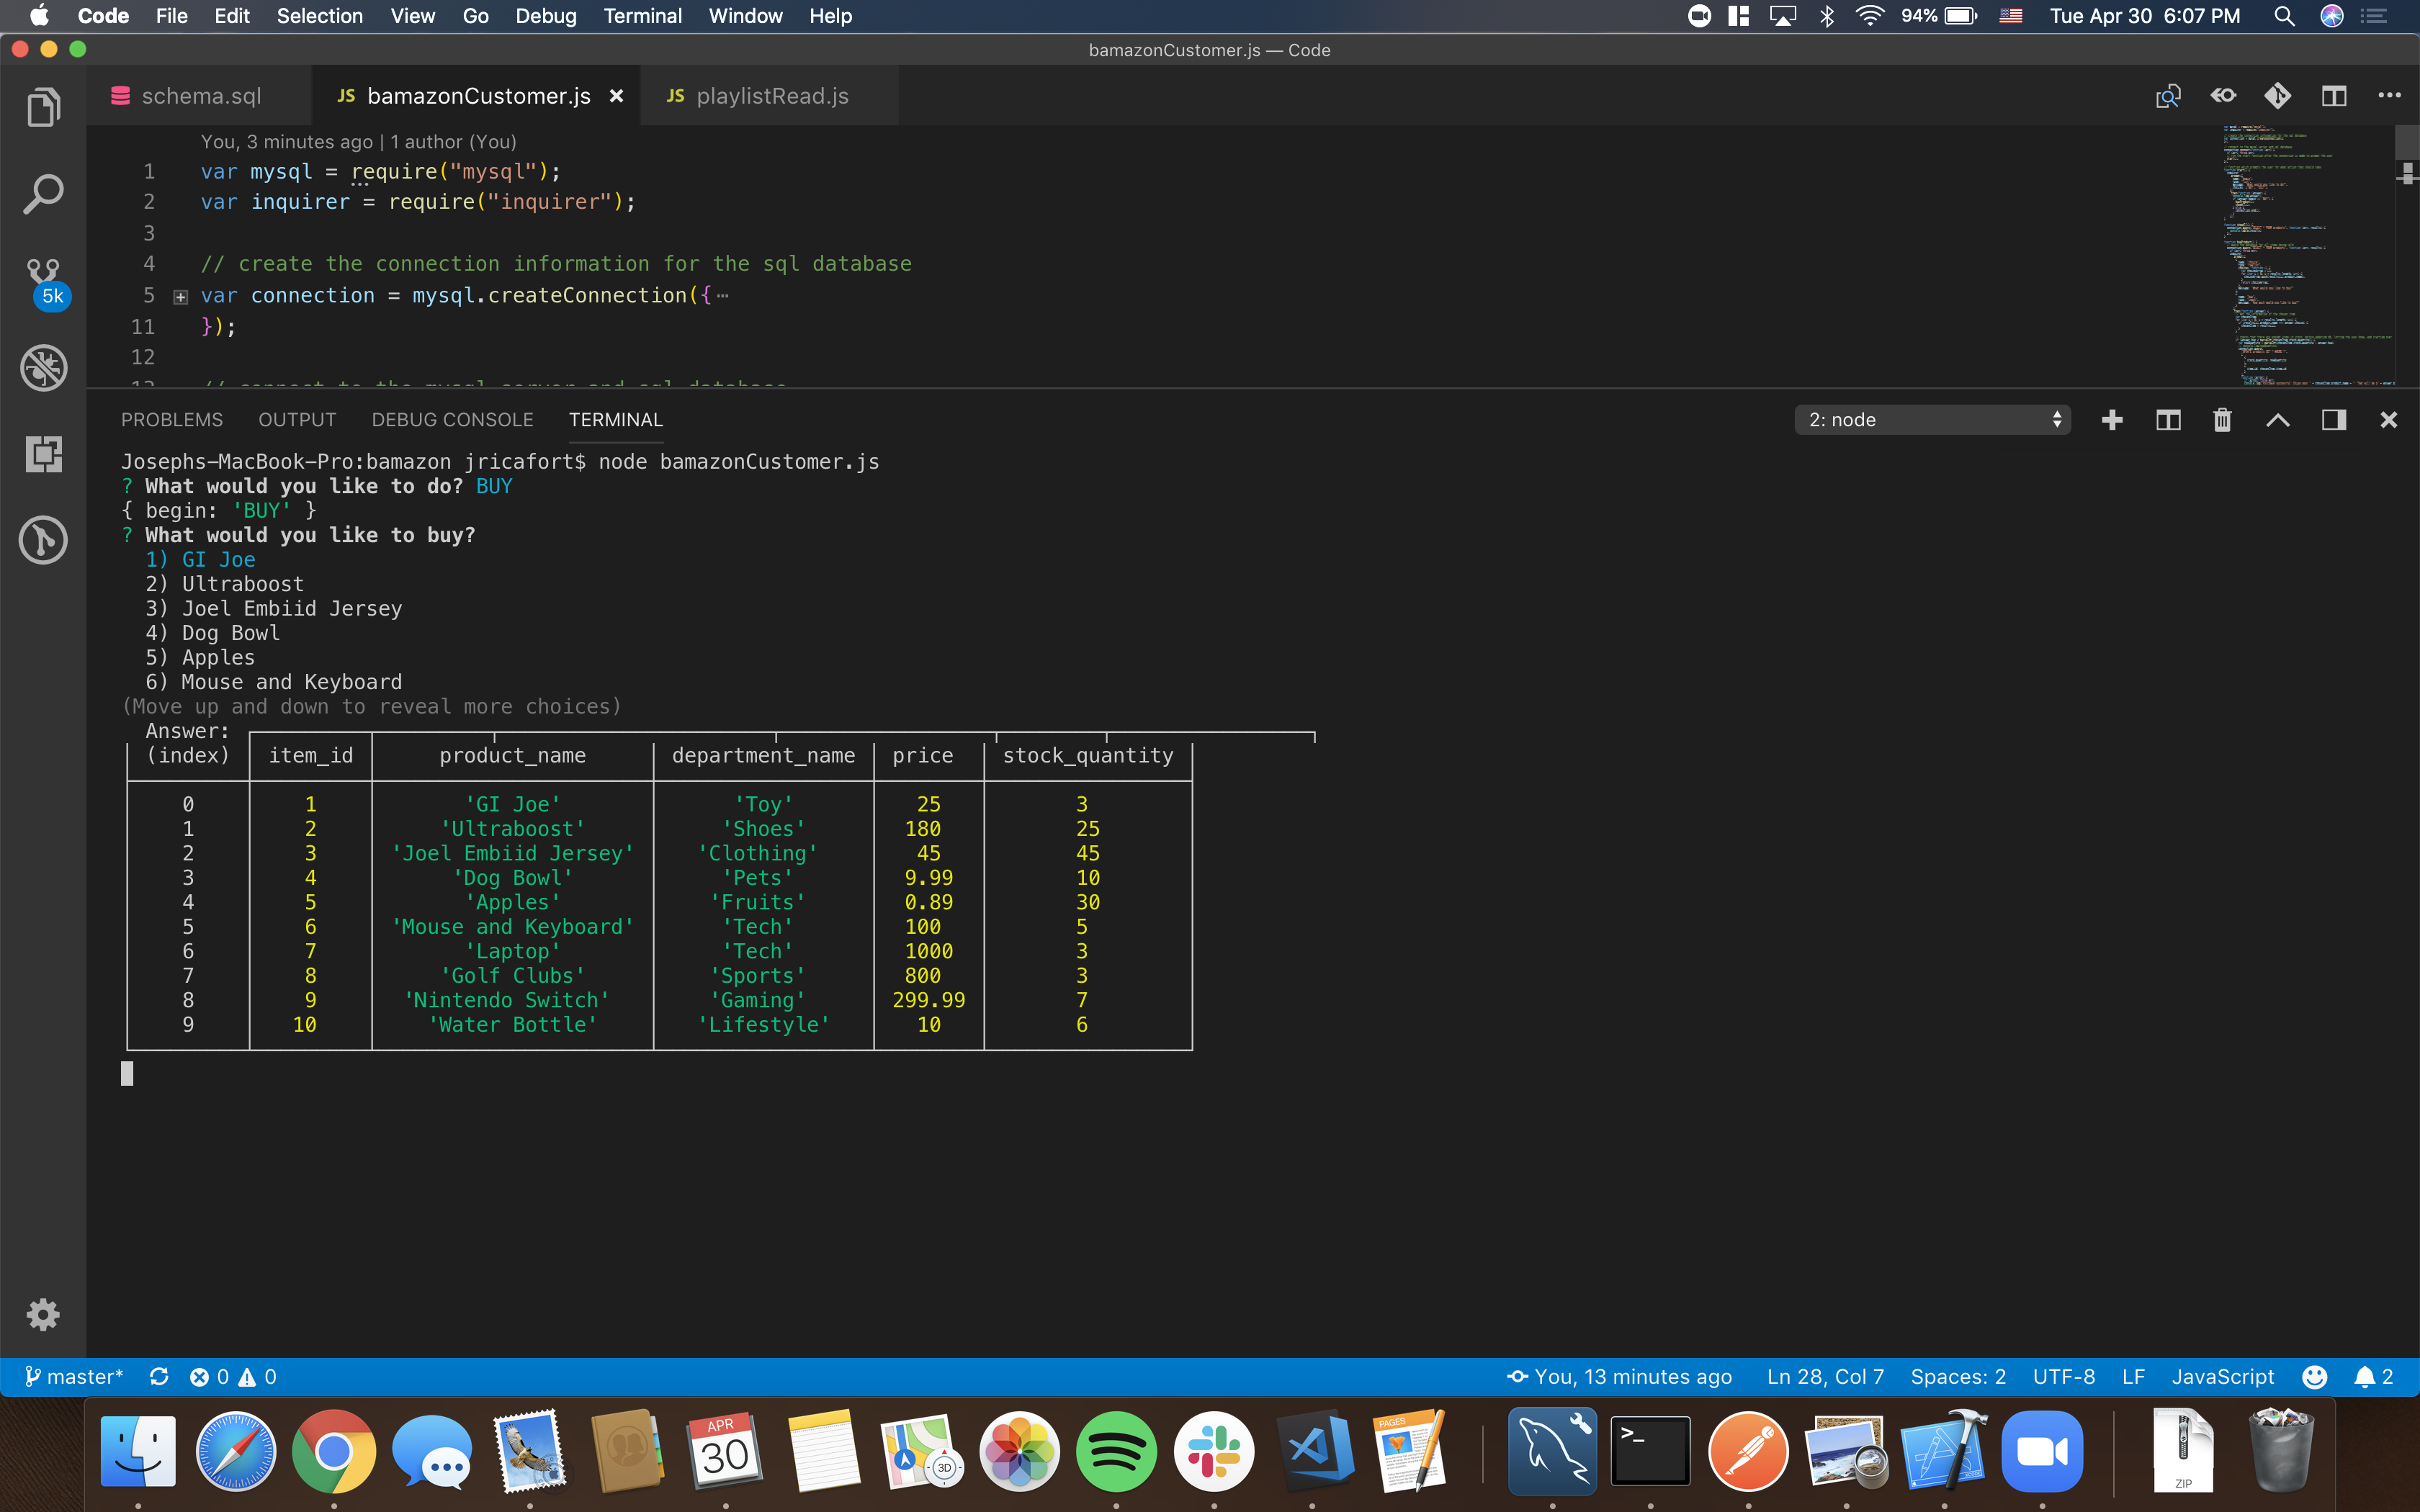 Code File Edit Selection View Go Debug Terminal Window Help 94% Tue Apr 30 6:07 PM
bamazonCustomer.js — Code
schema.sql JS bamazonCustomer.js JS playlistRead.js
You, 3 minutes ago | 1 author (You)
1 var mysql = require("mysql");
2 var inquirer = require("inquirer");
3
4 // create the connection information for the sql database
5 var connection = mysql.createConnection({ ⋯
11 });
12
13 // connect to the mysql server and sql database
5k
PROBLEMS OUTPUT DEBUG CONSOLE TERMINAL 2: node
Josephs-MacBook-Pro:bamazon jricafort$ node bamazonCustomer.js
? What would you like to do? BUY
{ begin: 'BUY' }
? What would you like to buy?
1) GI Joe
2) Ultraboost
3) Joel Embiid Jersey
4) Dog Bowl
5) Apples
6) Mouse and Keyboard
(Move up and down to reveal more choices)
Answer:
(index) item_id product_name department_name price stock_quantity
0 1 'GI Joe' 'Toy' 25 3
1 2 'Ultraboost' 'Shoes' 180 25
2 3 'Joel Embiid Jersey' 'Clothing' 45 45
3 4 'Dog Bowl' 'Pets' 9.99 10
4 5 'Apples' 'Fruits' 0.89 30
5 6 'Mouse and Keyboard' 'Tech' 100 5
6 7 'Laptop' 'Tech' 1000 3
7 8 'Golf Clubs' 'Sports' 800 3
8 9 'Nintendo Switch' 'Gaming' 299.99 7
9 10 'Water Bottle' 'Lifestyle' 10 6
master* 0 0 You, 13 minutes ago Ln 28, Col 7 Spaces: 2 UTF-8 LF JavaScript 2
APR
30
3D
PAGES
>_
ZIP